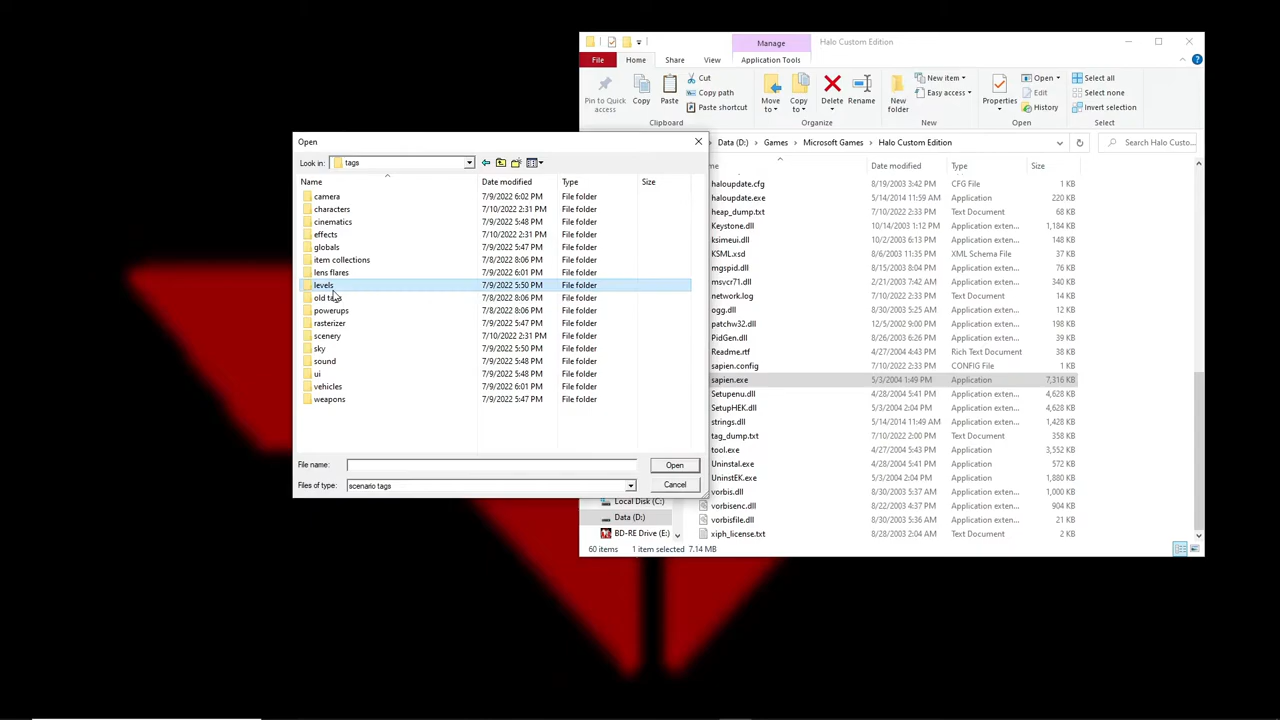 Manage
Halo Custom Edition
File
Home
Share
View
Application Tools
Pin to Quick access
Copy
Paste
Cut
Copy path
Paste shortcut
Clipboard
Move to
Copy to
Delete
Rename
Organize
New folder
New item
Easy access
New
Properties
Open
Edit
History
Open
Select all
Select none
Invert selection
Select
Data (D:) > Games > Microsoft Games > Halo Custom Edition
Search Halo Custo...
me Date modified Type Size
haloupdate.cfg 8/19/2003 3:42 PM CFG File 1 KB
haloupdate.exe 5/14/2014 11:59 AM Application 220 KB
heap_dump.txt 7/10/2022 2:33 PM Text Document 68 KB
Keystone.dll 10/14/2003 1:12 PM Application exten... 1,184 KB
ksimeui.dll 10/2/2003 6:13 PM Application exten... 192 KB
KSML.xsd 8/6/2003 11:35 PM XML Schema File 9 KB
mgspid.dll 8/15/2003 8:04 PM Application exten... 76 KB
msvcr71.dll 2/21/2003 7:42 PM Application exten... 340 KB
network.log 7/10/2022 2:33 PM Text Document 16 KB
ogg.dll 8/30/2003 5:25 AM Application exten... 36 KB
patchw32.dll 12/5/2002 9:09 PM Application exten... 164 KB
PidGen.dll 8/26/2003 6:26 PM Application exten... 39 KB
Readme.rtf 4/27/2004 4:43 PM Rich Text Document 32 KB
sapien.config 7/10/2022 2:33 PM CONFIG File 1 KB
sapien.exe 5/3/2004 1:49 PM Application 7,316 KB
Setupenu.dll 4/28/2004 5:41 PM Application exten... 4,628 KB
SetupHEK.dll 5/3/2004 2:04 PM Application exten... 4,628 KB
strings.dll 5/14/2014 11:49 AM Application exten... 1,428 KB
tag_dump.txt 7/10/2022 2:33 PM Text Document 358 KB
tool.exe 4/28/2004 5:43 PM Application 3,552 KB
Uninstal.exe 4/28/2004 5:41 PM Application 572 KB
UninstEK.exe 5/3/2004 2:04 PM Application 1,880 KB
vorbis.dll 8/30/2003 5:37 AM Application exten... 1,000 KB
vorbisenc.dll 8/22/2003 4:37 PM Application exten... 904 KB
vorbisfile.dll 8/30/2003 5:36 AM Application exten... 21 KB
xiph_license.txt 8/28/2003 2:04 AM Text Document 2 KB
Local Disk (C:)
Data (D:)
BD-RE Drive (E:)
60 items 1 item selected 7.14 MB
Open
Look in: tags
Name Date modified Type Size
camera 7/9/2022 6:02 PM File folder
characters 7/10/2022 2:31 PM File folder
cinematics 7/9/2022 5:48 PM File folder
effects 7/10/2022 2:31 PM File folder
globals 7/9/2022 5:47 PM File folder
item collections 7/8/2022 8:06 PM File folder
lens flares 7/9/2022 6:01 PM File folder
levels 7/9/2022 5:50 PM File folder
old tags 7/8/2022 8:06 PM File folder
powerups 7/8/2022 8:06 PM File folder
rasterizer 7/9/2022 5:47 PM File folder
scenery 7/10/2022 2:31 PM File folder
sky 7/9/2022 5:50 PM File folder
sound 7/9/2022 5:48 PM File folder
ui 7/9/2022 5:48 PM File folder
vehicles 7/9/2022 6:01 PM File folder
weapons 7/9/2022 5:47 PM File folder
File name:
Open
Files of type: scenario tags
Cancel